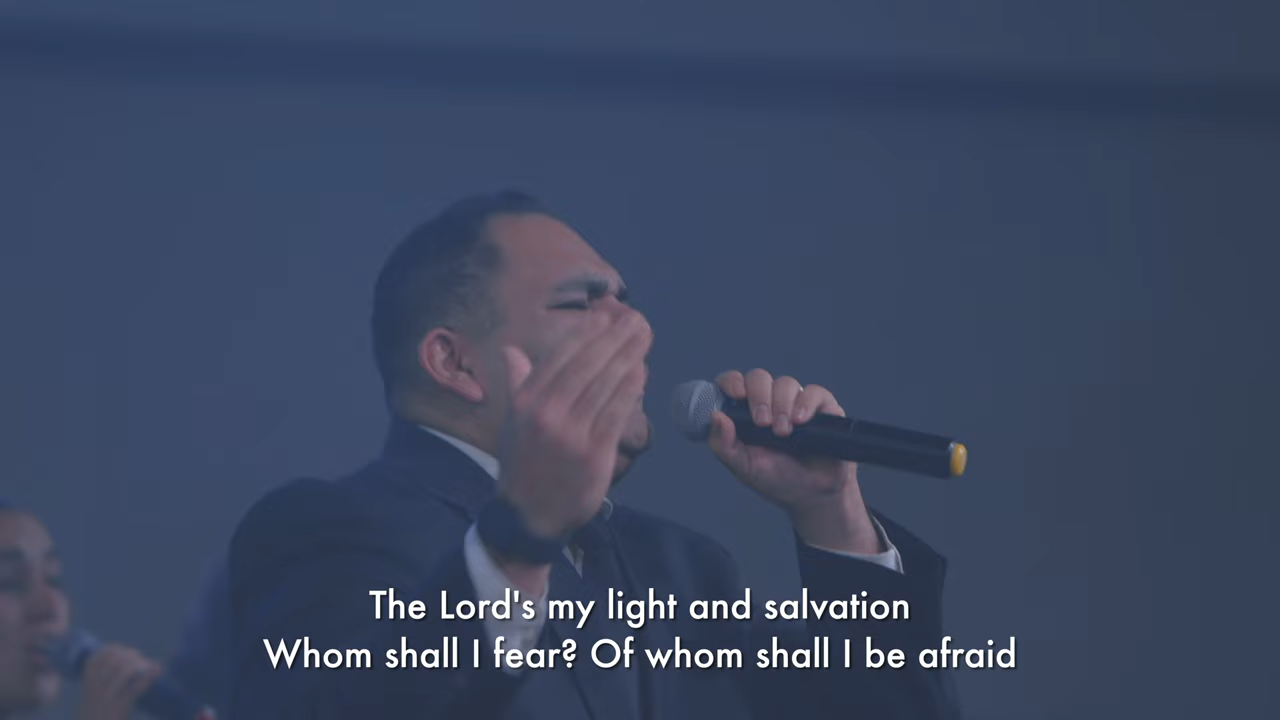 The Lord's my light and salvation
Whom shall I fear? Of whom shall I be afraid